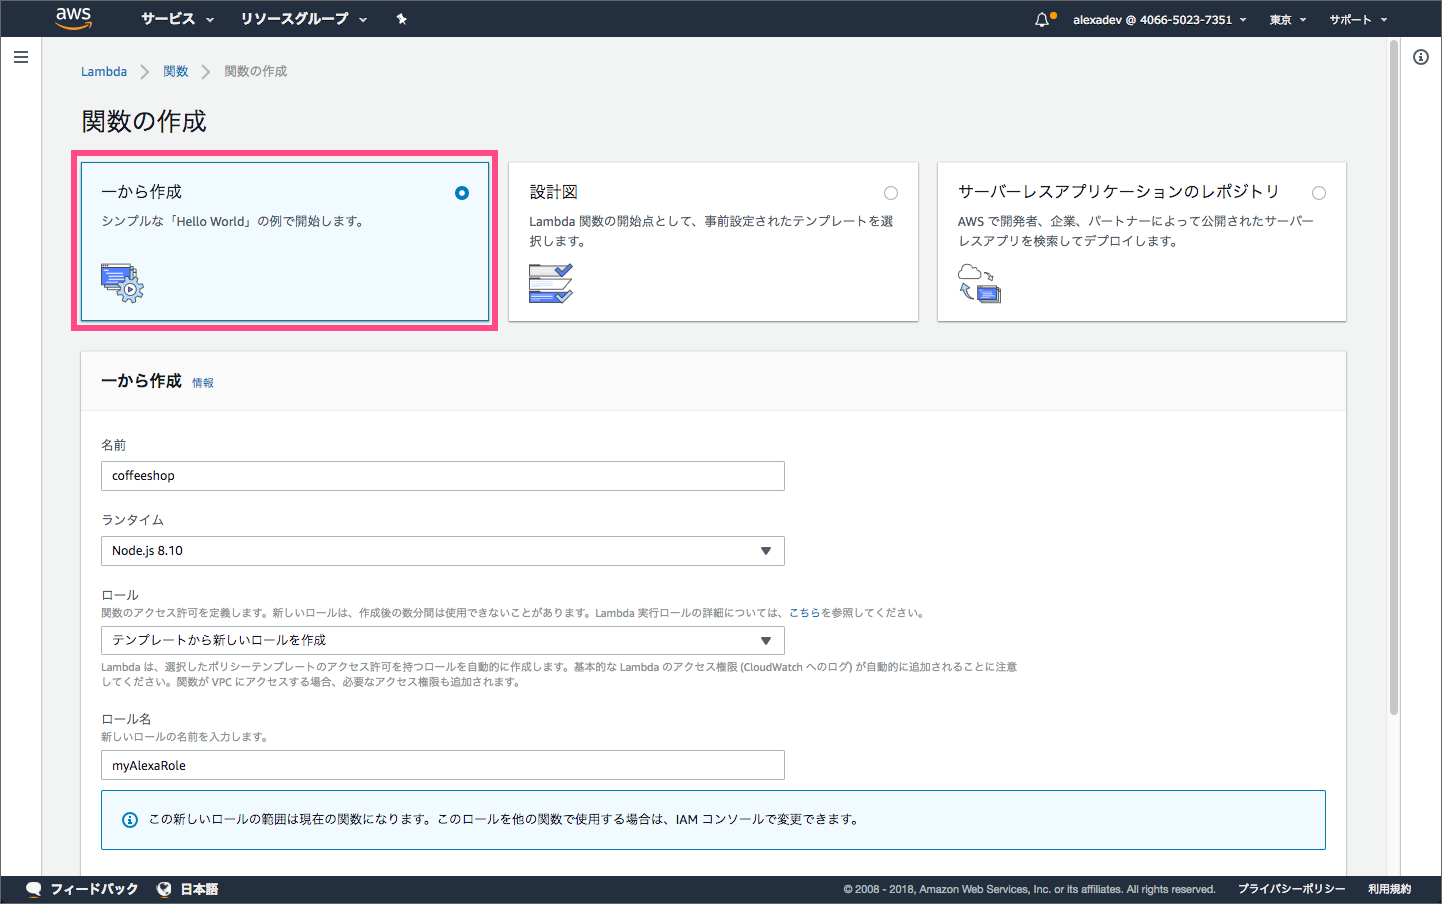 aws サービス リソースグループ alexadev @ 4066-5023-7351 東京 サポート
Lambda 関数 関数の作成
関数の作成
一から作成
シンプルな「Hello World」の例で開始します。
設計図
Lambda 関数の開始点として、事前設定されたテンプレートを選
択します。
サーバーレスアプリケーションのレポジトリ
AWS で開発者、企業、パートナーによって公開されたサーバー
レスアプリを検索してデプロイします。
一から作成 情報
名前
coffeeshop
ランタイム
Node.js 8.10
ロール
関数のアクセス許可を定義します。新しいロールは、作成後の数分間は使用できないことがあります。Lambda 実行ロールの詳細については、こちらを参照してください。
テンプレートから新しいロールを作成
Lambda は、選択したポリシーテンプレートのアクセス許可を持つロールを自動的に作成します。基本的な Lambda のアクセス権限 (CloudWatch へのログ) が自動的に追加されることに注意
してください。関数が VPC にアクセスする場合、必要なアクセス権限も追加されます。
ロール名
新しいロールの名前を入力します。
myAlexaRole
この新しいロールの範囲は現在の関数になります。このロールを他の関数で使用する場合は、IAM コンソールで変更できます。
フィードバック 日本語 © 2008 - 2018, Amazon Web Services, Inc. or its affiliates. All rights reserved. プライバシーポリシー 利用規約